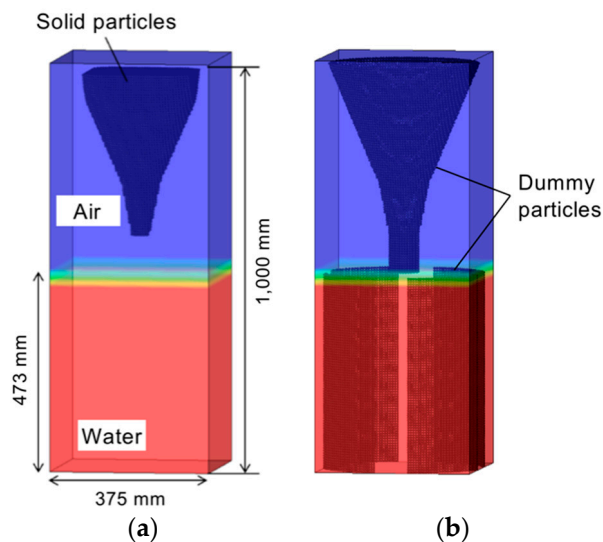 Solid particles
Air
1,000 mm
473 mm
Water
375 mm
(a)
Dummy
particles
(b)